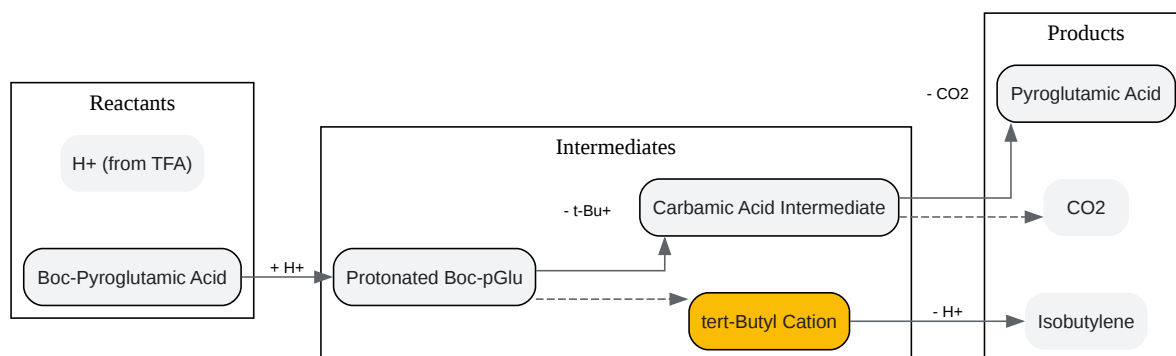 Products
- CO2
Pyroglutamic Acid
Reactants
H+ (from TFA)
Intermediates
- t-Bu+
Carbamic Acid Intermediate
CO2
Boc-Pyroglutamic Acid
+ H+
Protonated Boc-pGlu
tert-Butyl Cation
- H+
Isobutylene